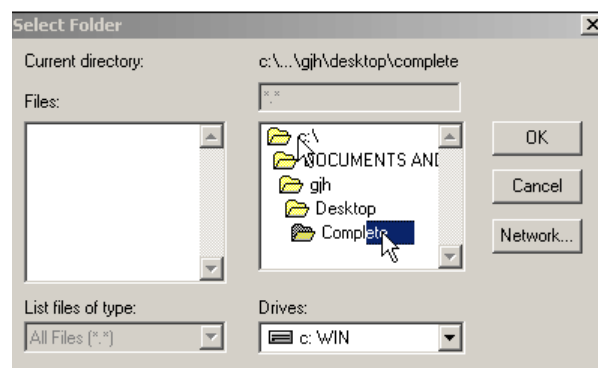 Select Folder
Current directory:
c:\...\gjh\desktop\complete
Files:
*.*
c:\
DOCUMENTS AND
gjh
Desktop
Complete
OK
Cancel
Network...
List files of type:
All Files (*.*)
Drives:
c: WIN